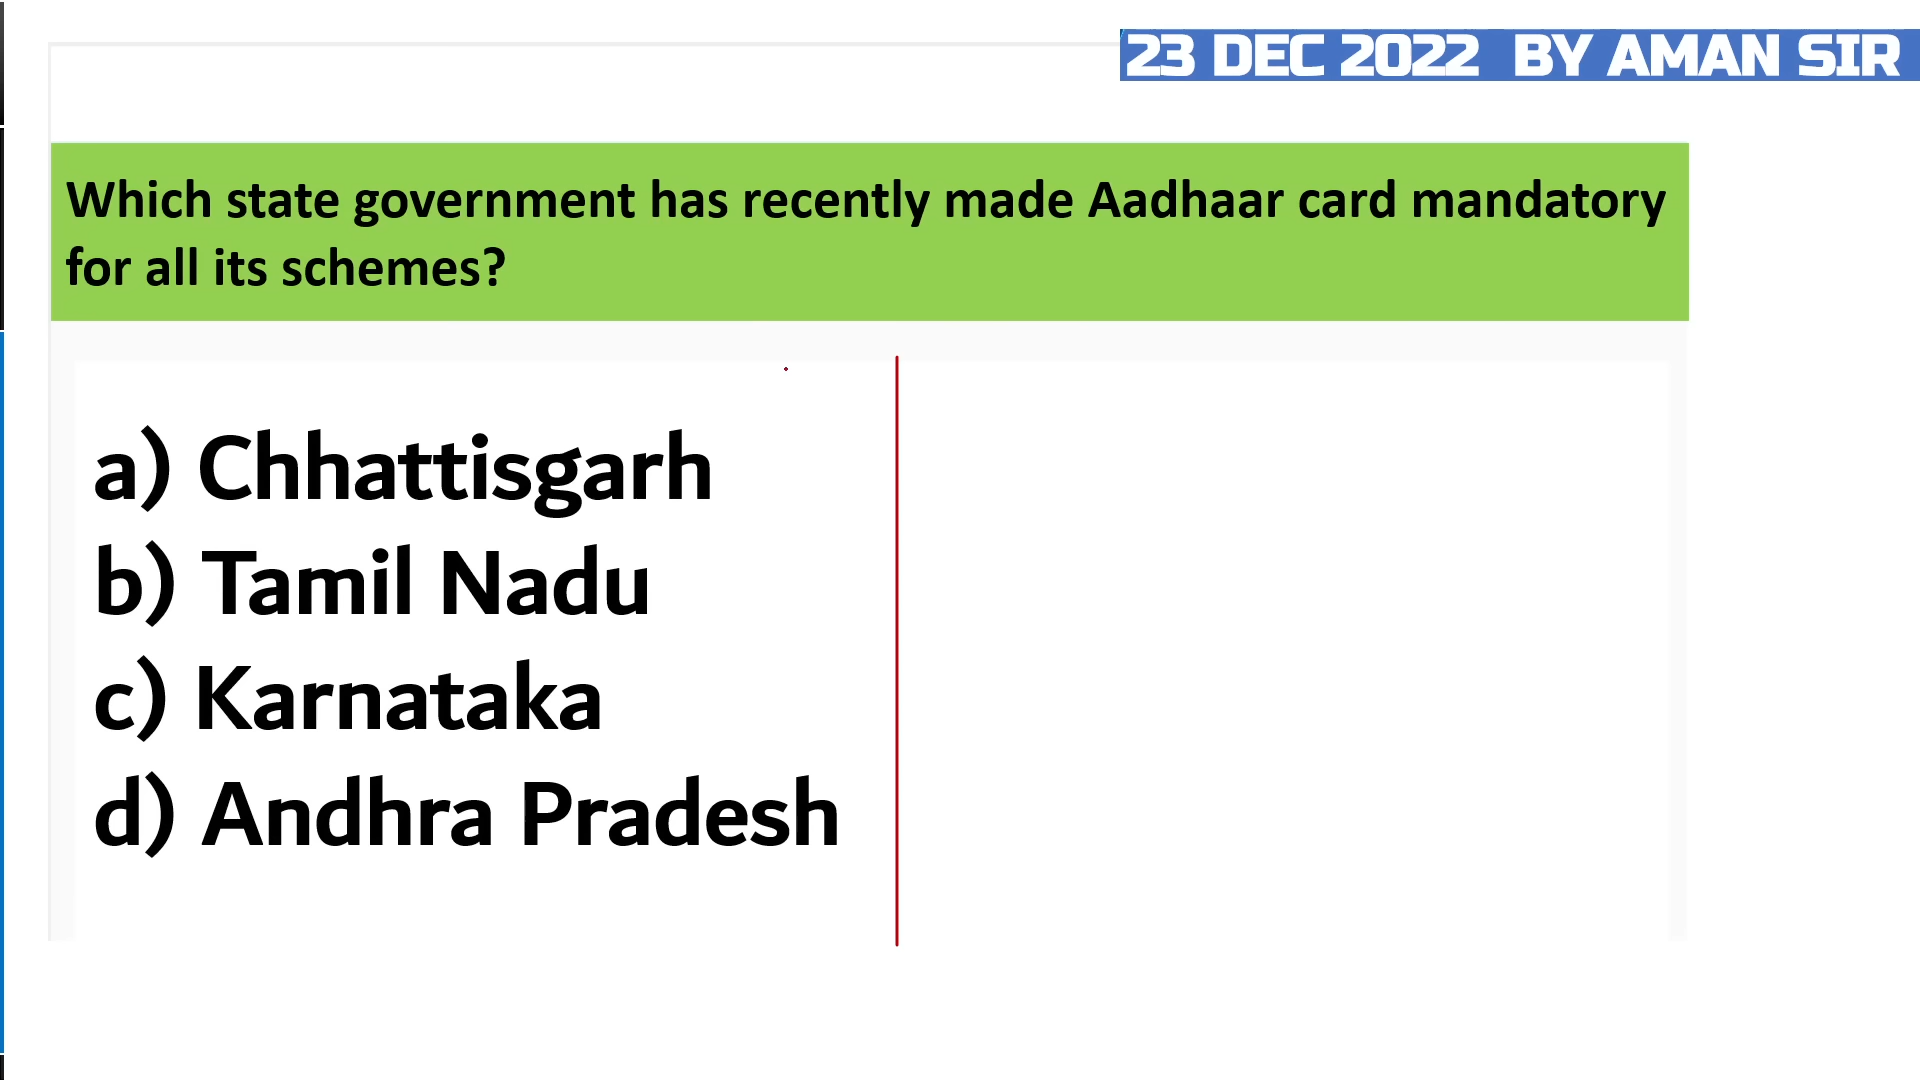 23 DEC 2022 BY AMAN SIR
Which state government has recently made Aadhaar card mandatory
for all its schemes?
a) Chhattisgarh
b) Tamil Nadu
c) Karnataka
d) Andhra Pradesh